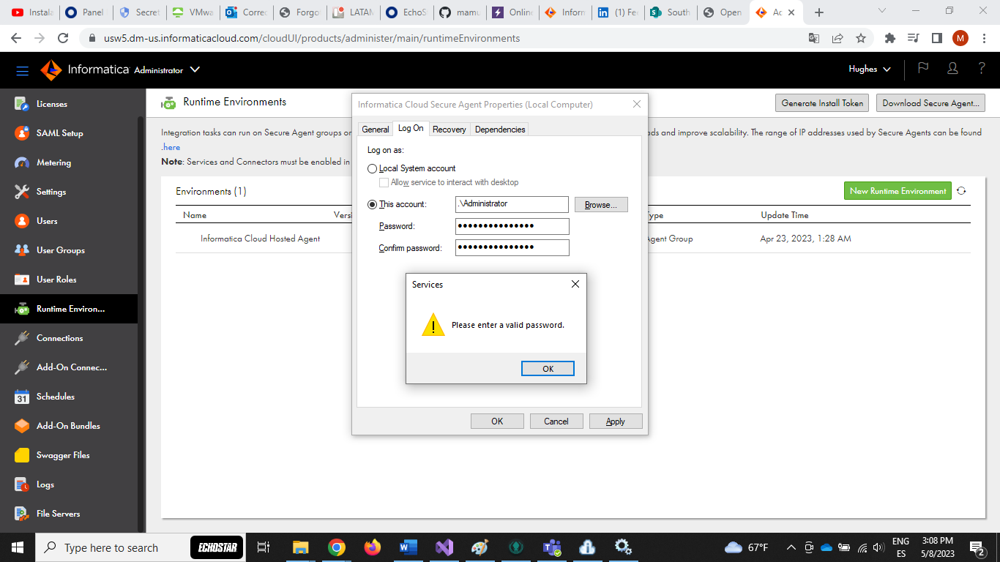 Instala
Panel
Secret
VMwa
Correc
Forgo
LATAM
EchoS
mamu
Online
Inform
(1) Fee
South
Open
Ac
usw5.dm-us.informaticacloud.com/cloudUI/products/administer/main/runtimeEnvironments
M
Informatica Administrator
Hughes
?
Licenses
SAML Setup
Metering
Settings
Users
User Groups
User Roles
Runtime Environ...
Connections
Add-On Connec...
Schedules
Add-On Bundles
Swagger Files
Logs
File Servers
Runtime Environments
Generate Install Token
Download Secure Agent...
Integration tasks can run on Secure Agent groups or
ads and improve scalability. The range of IP addresses used by Secure Agents can be found
.here
Note: Services and Connectors must be enabled in
Environments (1)
New Runtime Environment
Name Versi ype Update Time
Informatica Cloud Hosted Agent Agent Group Apr 23, 2023, 1:28 AM
Informatica Cloud Secure Agent Properties (Local Computer)
General Log On Recovery Dependencies
Log on as:
Local System account
Allow service to interact with desktop
This account: .\Administrator Browse...
Password: •••••••••••••••
Confirm password: •••••••••••••••
Services
Please enter a valid password.
OK
OK Cancel Apply
Type here to search
ECHOSTAR
67°F
ENG
ES
3:08 PM
5/8/2023
2
31